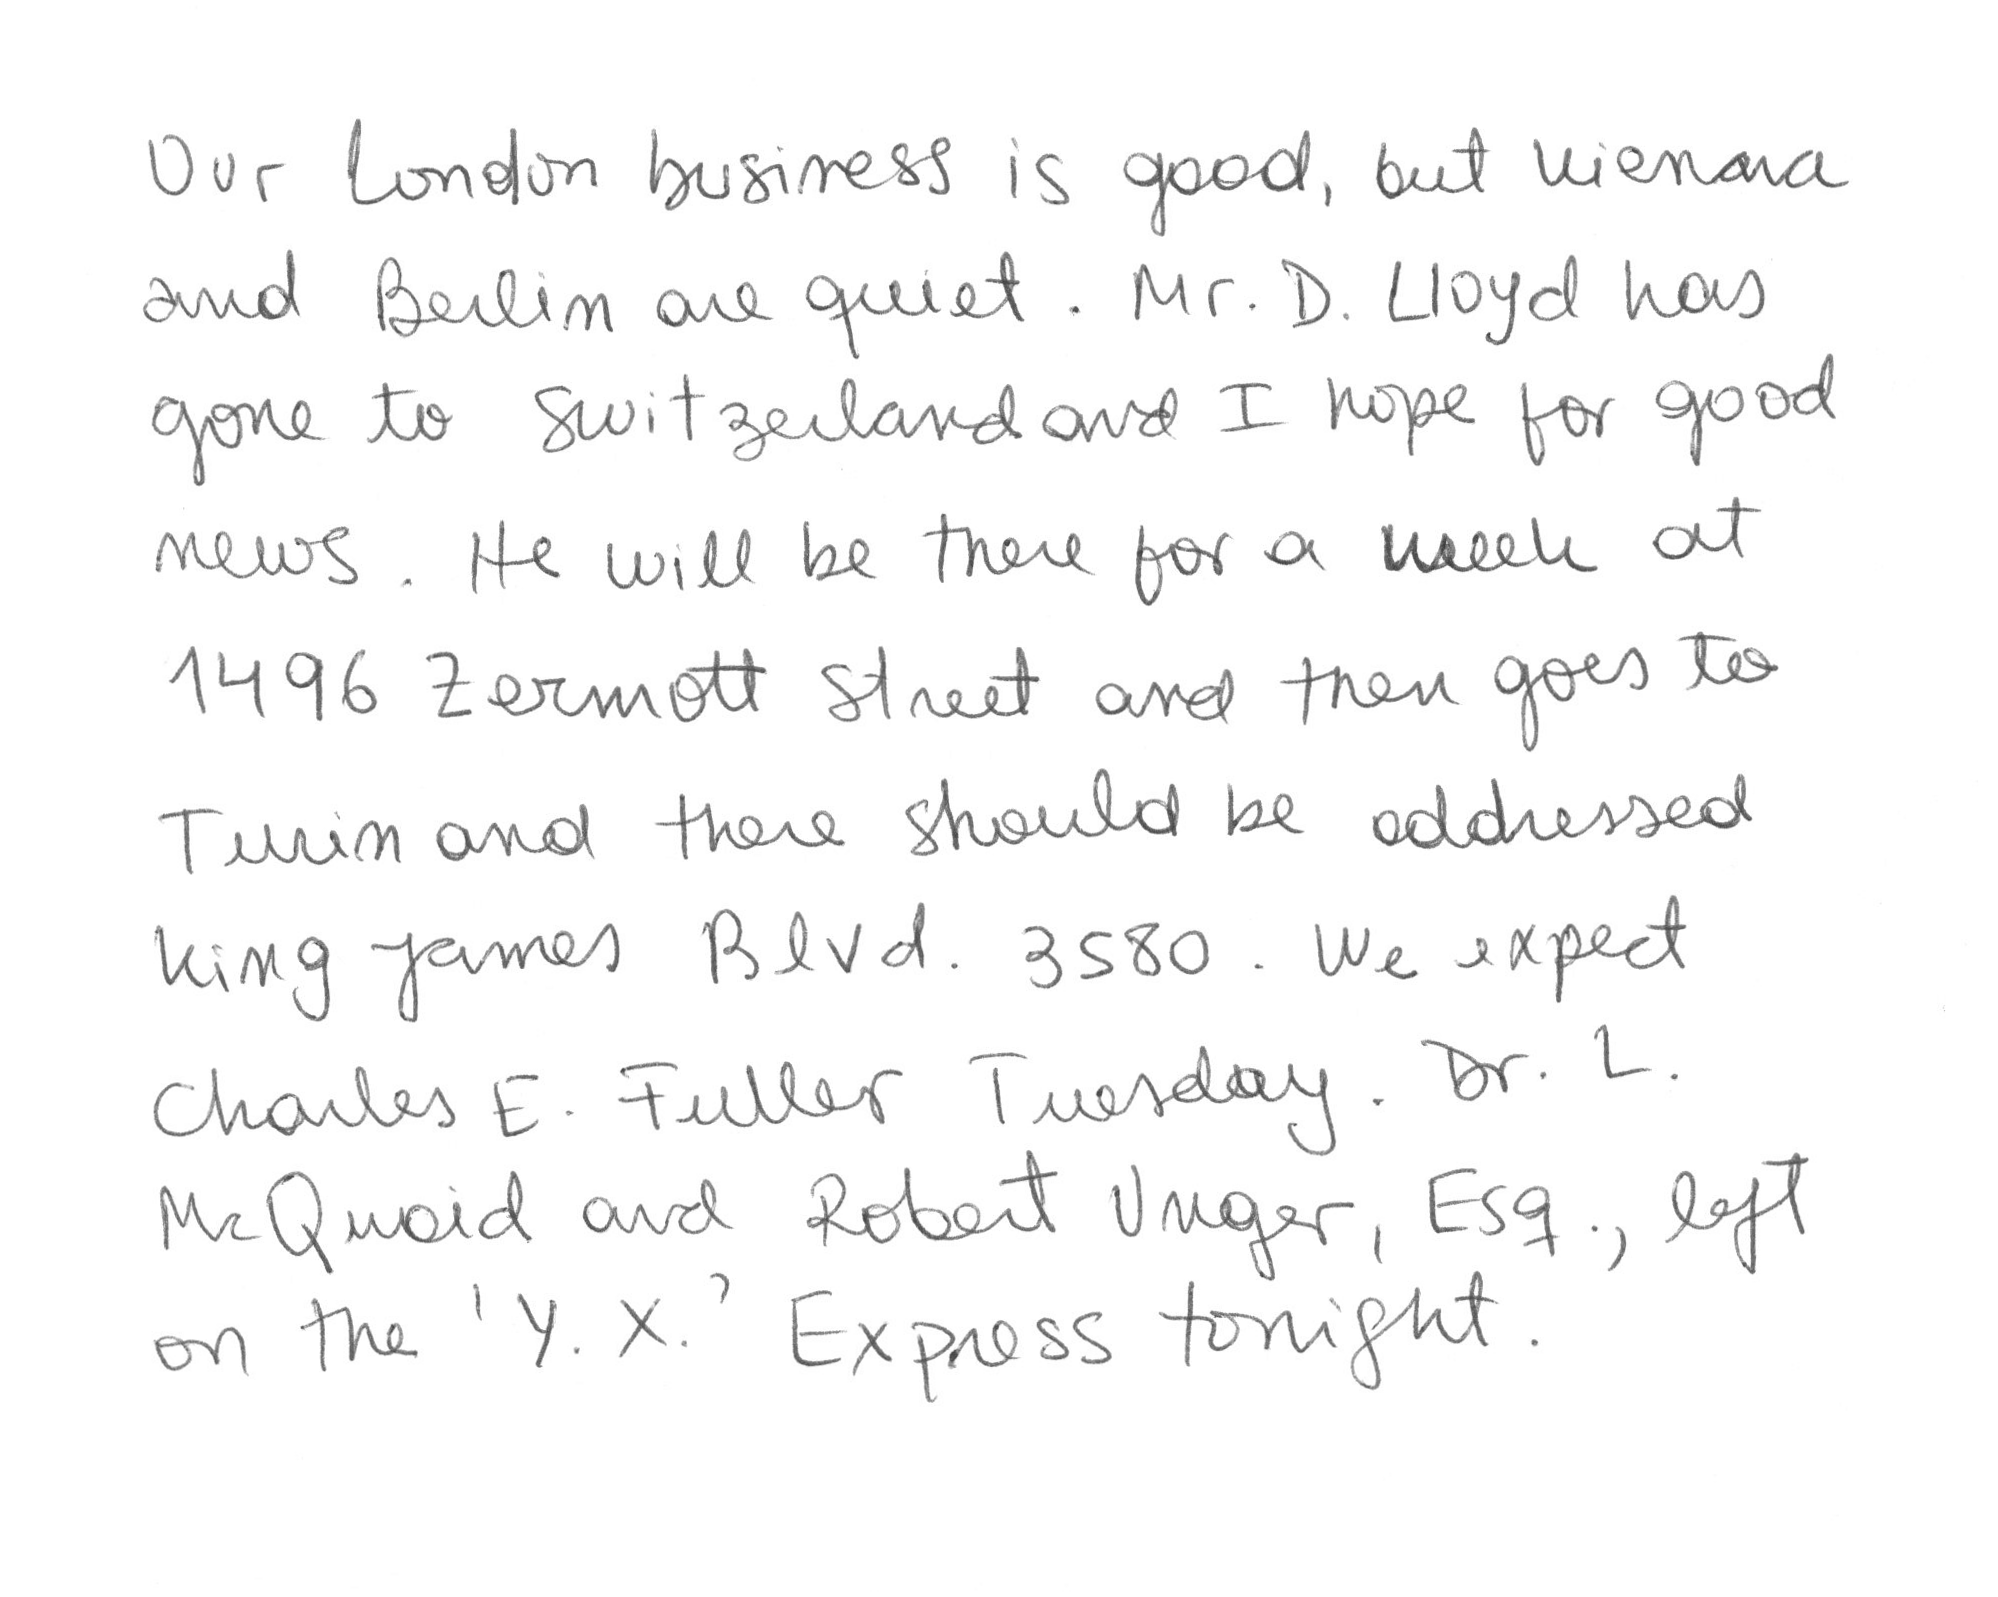 Our London business is good, but Vienna
and Berlin are quiet. Mr. D. Lloyd has
gone to Switzerland and I hope for good
news. He will be there for a week at
1496 Zermott Street and then goes to
Turin and there should be addressed
King James Blvd. 3580. We expect
Charles E. Fuller Tuesday. Dr. L.
McQuaid and Robert Unger, Esq., left
on the 'Y. X.' Express tonight.